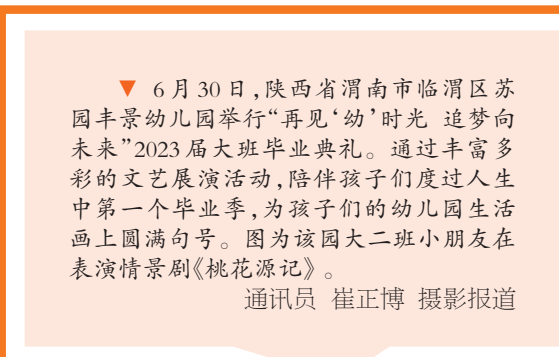 ▼ 6月30日,陕西省渭南市临渭区苏
园丰景幼儿园举行“再见‘幼’时光 追梦向
未来”2023届大班毕业典礼。通过丰富多
彩的文艺展演活动,陪伴孩子们度过人生
中第一个毕业季,为孩子们的幼儿园生活
画上圆满句号。图为该园大二班小朋友在
表演情景剧《桃花源记》。
通讯员 崔正博 摄影报道